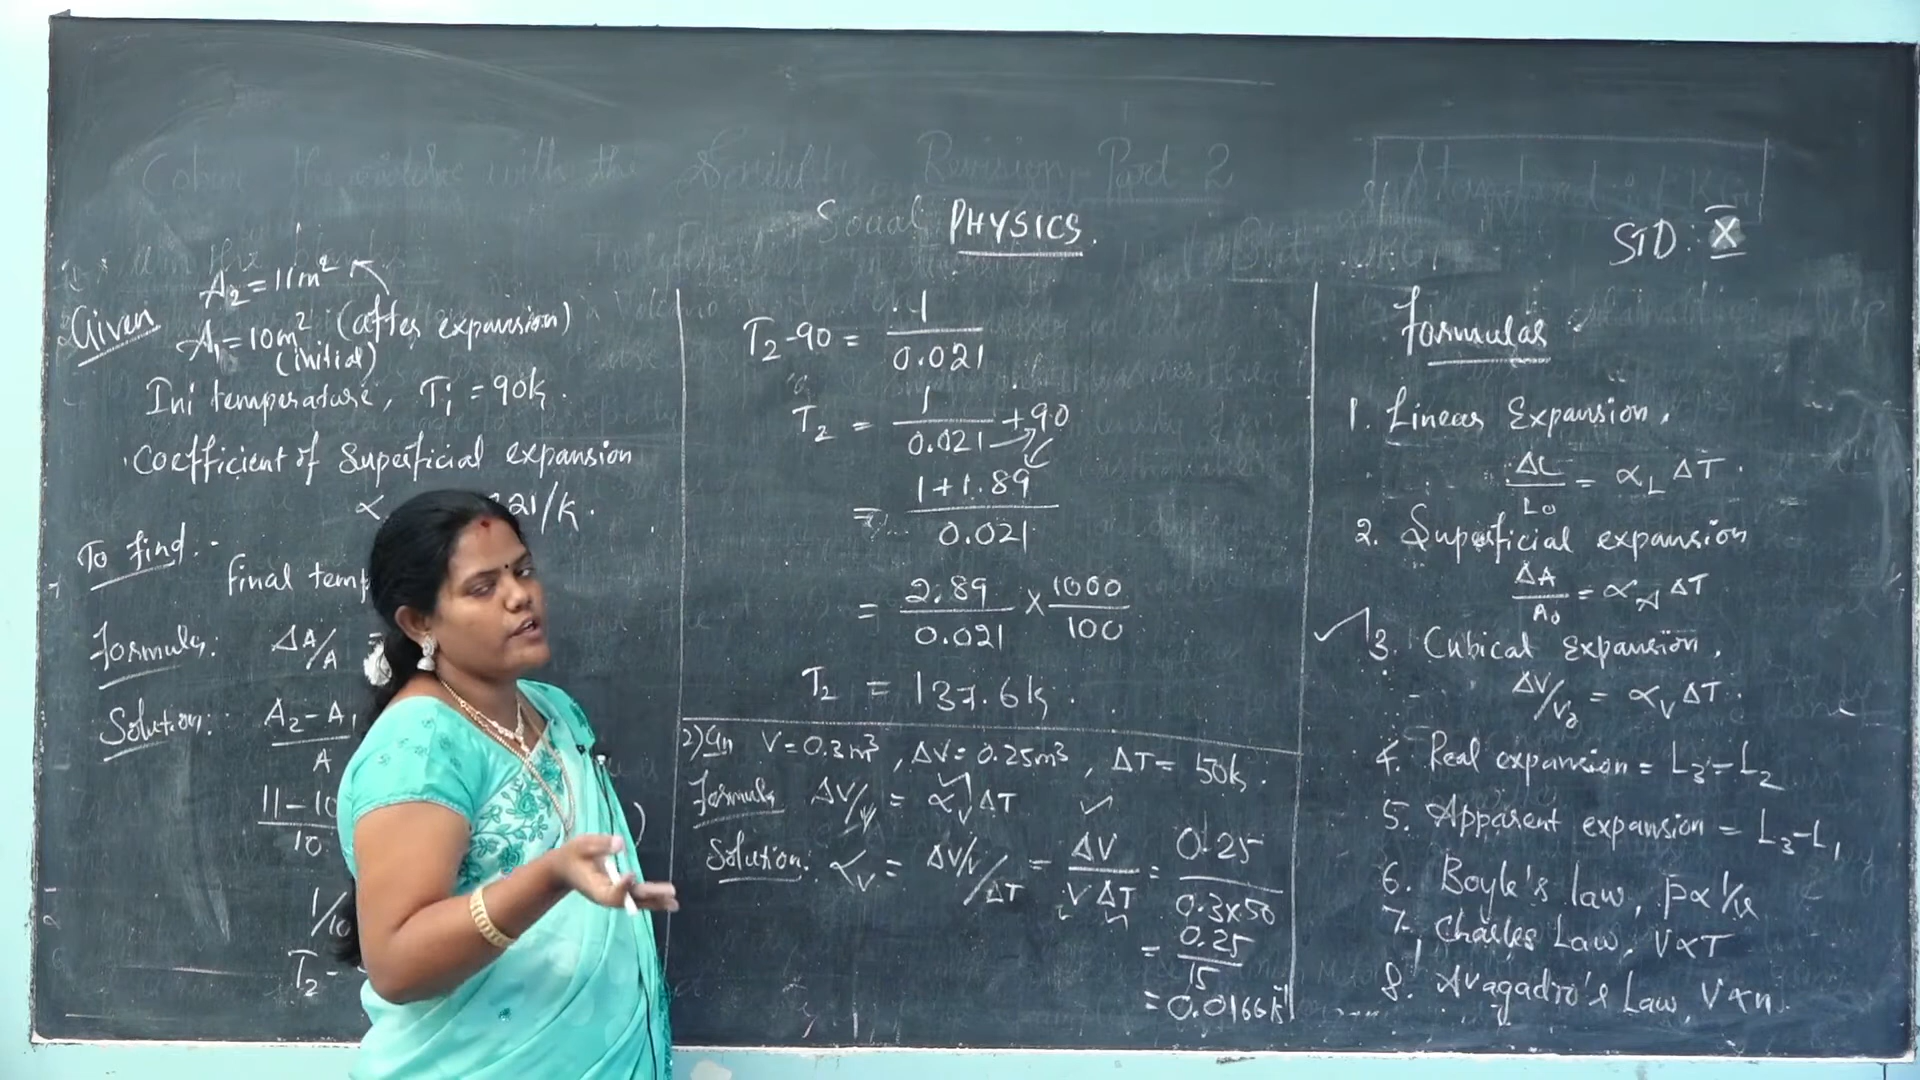 PHYSICS.
STD: X
Given
A₂ = 11m²
A₁ = 10m² (after expansion)
(initial)
Ini temperature, T₁ = 90k.
Coefficient of Superficial expansion
α 21/k.
To find:-
final temp
Formula: ΔA/A =
Solution: A₂-A₁
A
11-10
10
1/10
T₂-
T₂-90 = 1/0.021
T₂ = 1/0.021 + 90
= 1+1.89/0.021
= 2.89/0.021 × 1000/100
T₂ = 137.6k.
2) Gn V = 0.3m³, ΔV = 0.25m³, ΔT = 50k.
Formula ΔV/V = αᵥ ΔT
Solution: αᵥ = ΔV/V/ΔT = ΔV/VΔT = 0.25/0.3×50
= 0.25/15
= 0.0166k⁻¹
Formulas:
1. Linear Expansion.
ΔL/L₀ = α_L ΔT.
2. Superficial expansion
ΔA/A₀ = α_A ΔT
3. Cubical Expansion.
ΔV/V₀ = αᵥ ΔT.
4. Real expansion = L₃-L₂
5. Apparent expansion = L₃-L₁
6. Boyle's law, P∝1/v
7. Charles Law, V∝T
8. Avagadro's Law, V∝n.